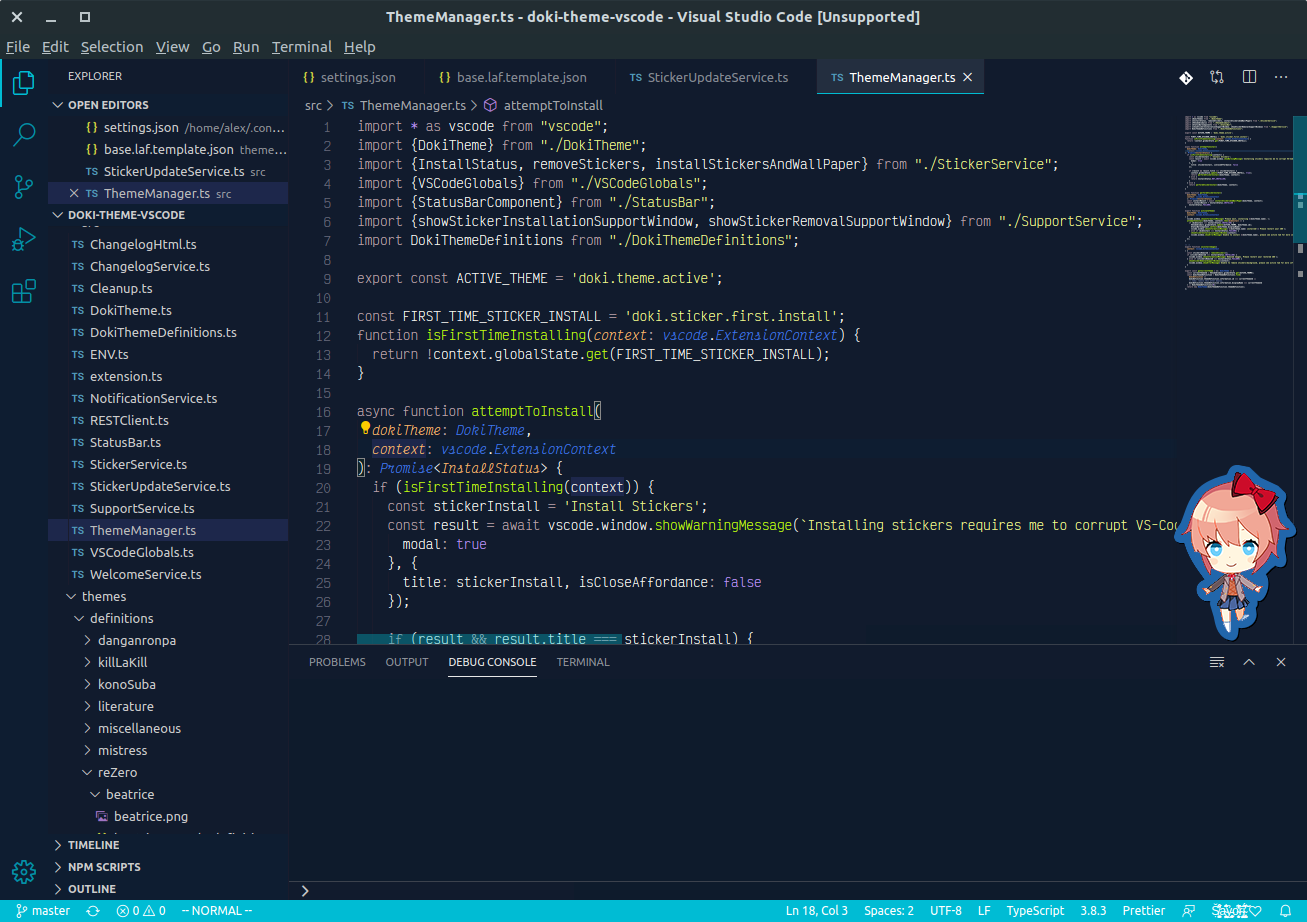 ThemeManager.ts - doki-theme-vscode - Visual Studio Code [Unsupported]
File Edit Selection View Go Run Terminal Help
EXPLORER
OPEN EDITORS
{} settings.json /home/alex/.con...
{} base.laf.template.json theme...
TS StickerUpdateService.ts src
TS ThemeManager.ts src
DOKI-THEME-VSCODE
TS ChangelogHtml.ts
TS ChangelogService.ts
TS Cleanup.ts
TS DokiTheme.ts
TS DokiThemeDefinitions.ts
TS ENV.ts
TS extension.ts
TS NotificationService.ts
TS RESTClient.ts
TS StatusBar.ts
TS StickerService.ts
TS StickerUpdateService.ts
TS SupportService.ts
TS ThemeManager.ts
TS VSCodeGlobals.ts
TS WelcomeService.ts
themes
definitions
danganronpa
killLaKill
konoSuba
literature
miscellaneous
mistress
reZero
beatrice
beatrice.png
TIMELINE
NPM SCRIPTS
OUTLINE
{} settings.json {} base.laf.template.json TS StickerUpdateService.ts TS ThemeManager.ts
src > TS ThemeManager.ts > attemptToInstall
1 import * as vscode from "vscode";
2 import {DokiTheme} from "./DokiTheme";
3 import {InstallStatus, removeStickers, installStickersAndWallPaper} from "./StickerService";
4 import {VSCodeGlobals} from "./VSCodeGlobals";
5 import {StatusBarComponent} from "./StatusBar";
6 import {showStickerInstallationSupportWindow, showStickerRemovalSupportWindow} from "./SupportService";
7 import DokiThemeDefinitions from "./DokiThemeDefinitions";
8
9 export const ACTIVE_THEME = 'doki.theme.active';
10
11 const FIRST_TIME_STICKER_INSTALL = 'doki.sticker.first.install';
12 function isFirstTimeInstalling(context: vscode.ExtensionContext) {
13 return !context.globalState.get(FIRST_TIME_STICKER_INSTALL);
14 }
15
16 async function attemptToInstall(
17 dokiTheme: DokiTheme,
18 context: vscode.ExtensionContext
19 ): Promise<InstallStatus> {
20 if (isFirstTimeInstalling(context)) {
21 const stickerInstall = 'Install Stickers';
22 const result = await vscode.window.showWarningMessage(`Installing stickers requires me to corrupt VS-Co
23 modal: true
24 }, {
25 title: stickerInstall, isCloseAffordance: false
26 });
27
28 if (result && result.title === stickerInstall) {
PROBLEMS OUTPUT DEBUG CONSOLE TERMINAL
master 0 0 -- NORMAL -- Ln 18, Col 3 Spaces: 2 UTF-8 LF TypeScript 3.8.3 Prettier